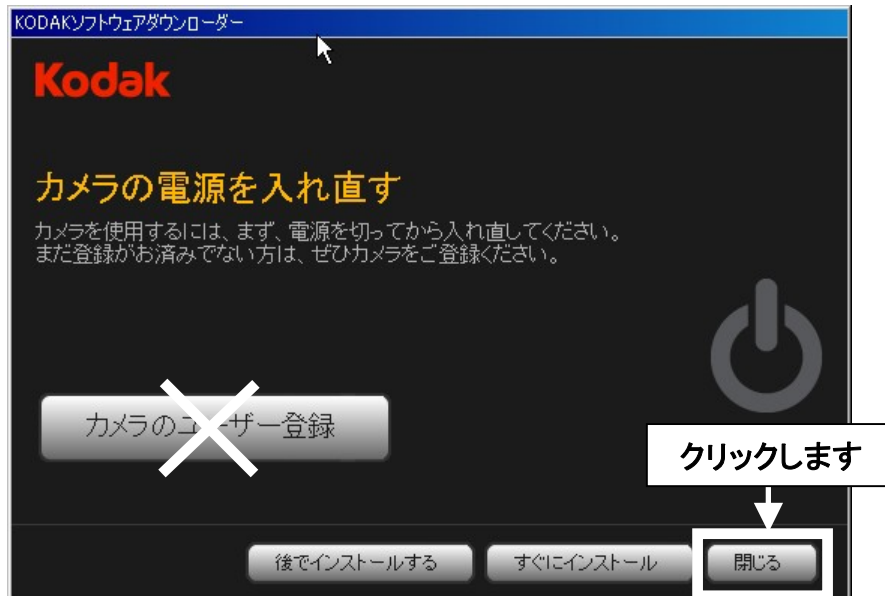 KODAKソフトウェアダウンローダー
Kodak
カメラの電源を入れ直す
カメラを使用するには、まず、電源を切ってから入れ直してください。
まだ登録がお済みでない方は、ぜひカメラをご登録ください。
カメラのユーザー登録
クリックします
後でインストールする
すぐにインストール
閉じる